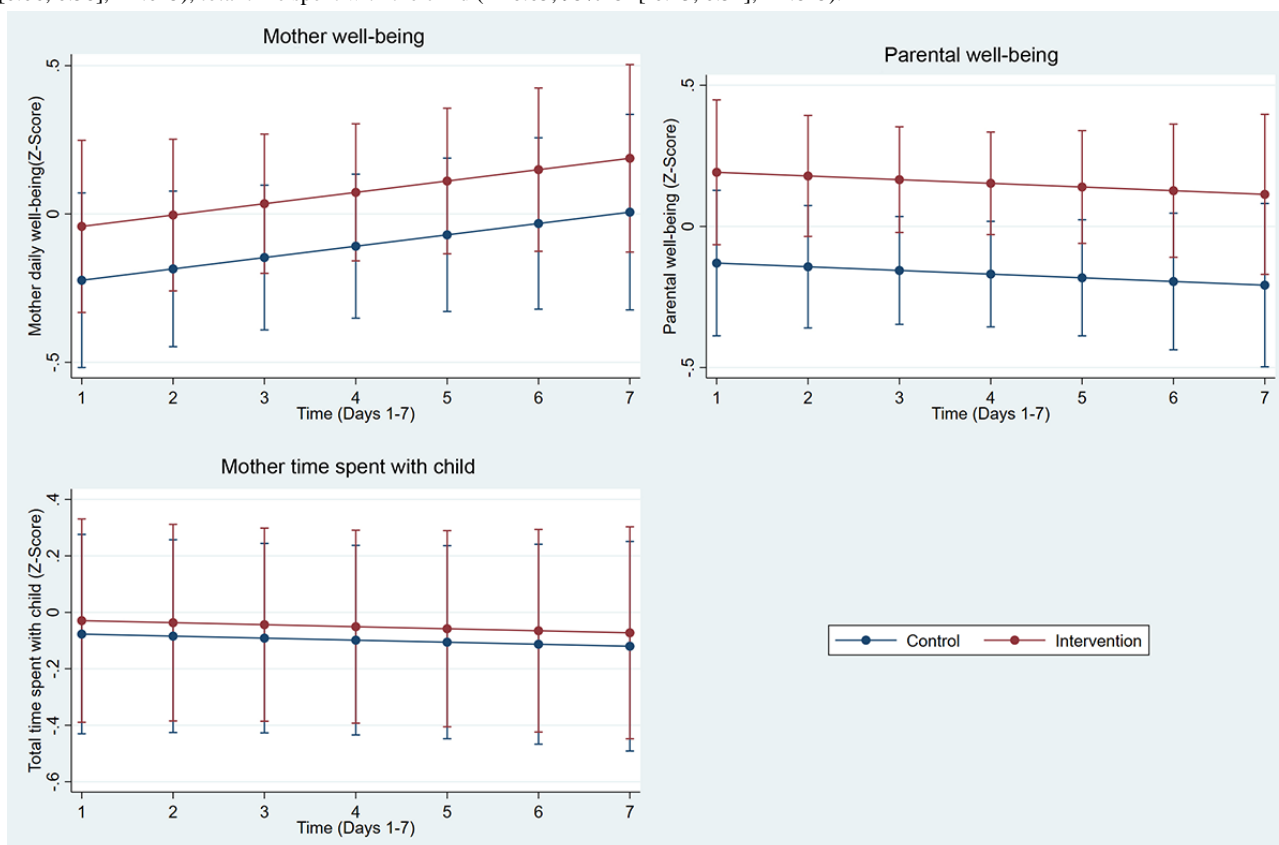 Mother well-being
Mother daily well-being(Z-Score)
.5
0
-.5
1 2 3 4 5 6 7
Time (Days 1-7)
Parental well-being
Parental well-being (Z-Score)
.5
0
-.5
1 2 3 4 5 6 7
Time (Days 1-7)
Mother time spent with child
Total time spent with child (Z-Score)
.4
.2
0
-.2
-.4
-.6
1 2 3 4 5 6 7
Time (Days 1-7)
Control Intervention